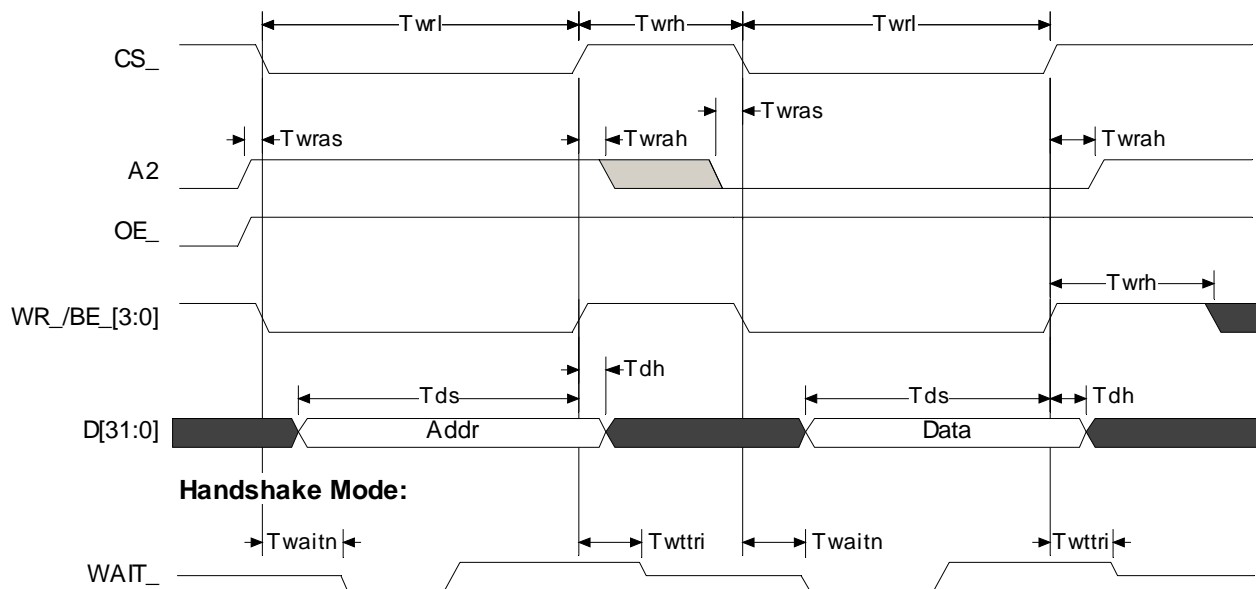 Twrl Twrh Twrl
CS_
Twras Twrah Twras Twrah
A2
OE_
Twrh
WR_/BE_[3:0]
Tdh
Tds Tds Tdh
D[31:0] Addr Data
Handshake Mode:
Twaitn Twttri Twaitn Twttri
WAIT_